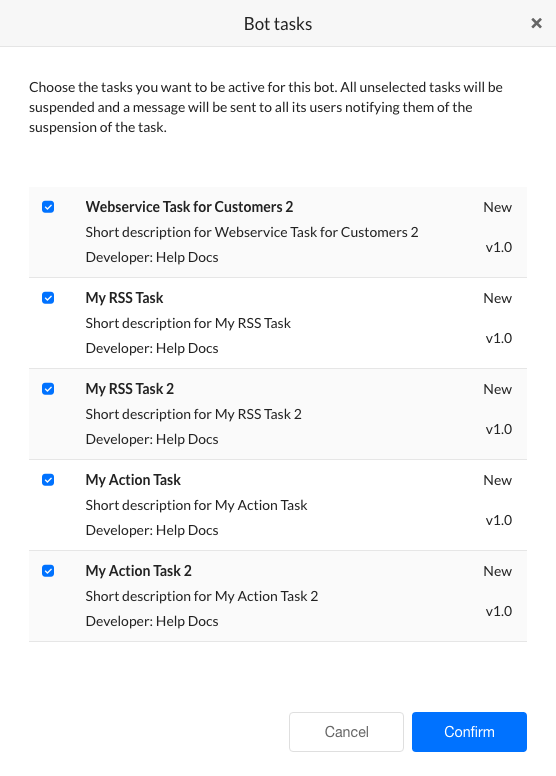 Bot tasks
Choose the tasks you want to be active for this bot. All unselected tasks will be
suspended and a message will be sent to all its users notifying them of the
suspension of the task.
Webservice Task for Customers 2 New
Short description for Webservice Task for Customers 2
v1.0
Developer: Help Docs
My RSS Task New
Short description for My RSS Task
v1.0
Developer: Help Docs
My RSS Task 2 New
Short description for My RSS Task 2
v1.0
Developer: Help Docs
My Action Task New
Short description for My Action Task
v1.0
Developer: Help Docs
My Action Task 2 New
Short description for My Action Task 2
v1.0
Developer: Help Docs
Cancel Confirm